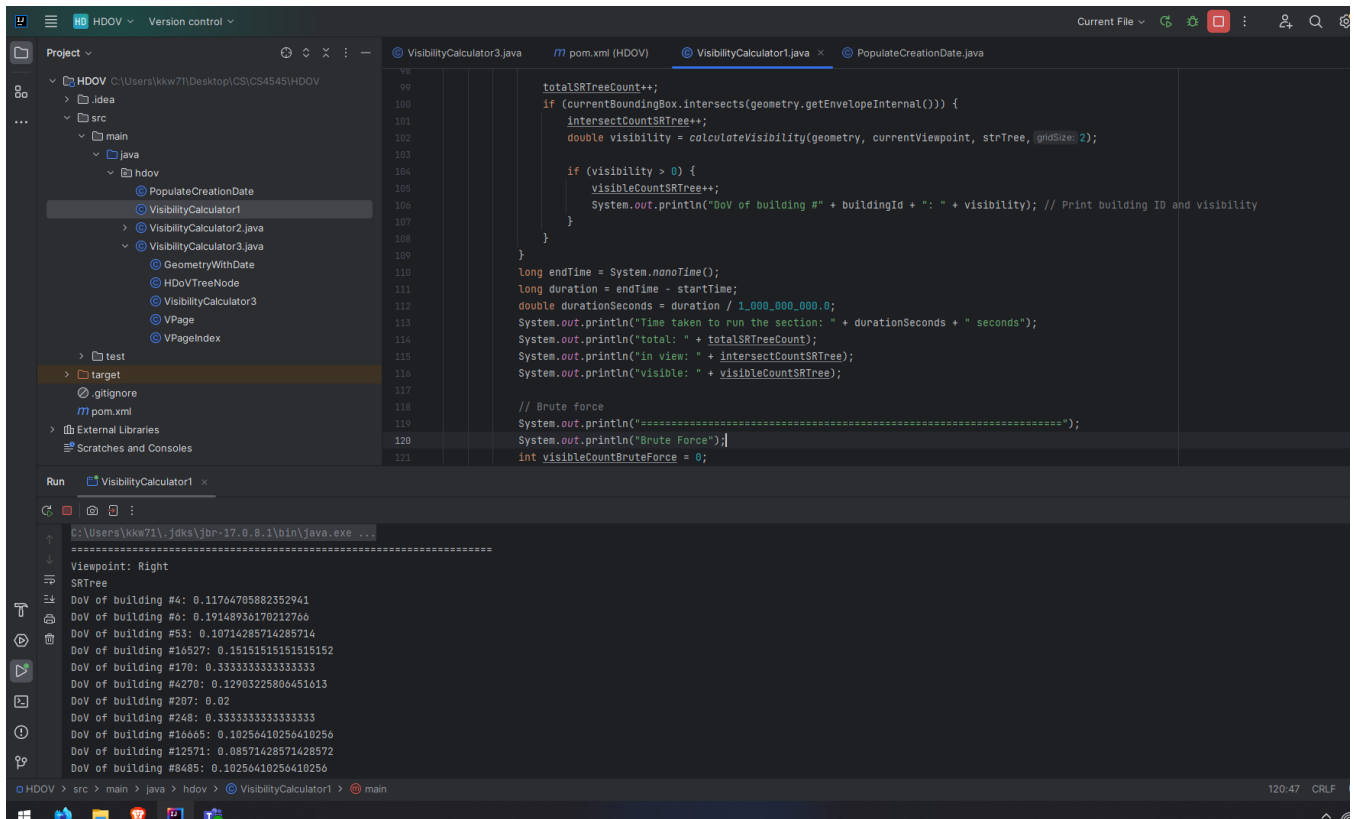 HD HDOV Version control Current File
Project
VisibilityCalculator3.java
pom.xml (HDOV)
VisibilityCalculator1.java
PopulateCreationDate.java
HDOV C:\Users\kkw71\Desktop\CS\CS4545\HDOV
.idea
src
main
java
hdov
PopulateCreationDate
VisibilityCalculator1
VisibilityCalculator2.java
VisibilityCalculator3.java
GeometryWithDate
HDoVTreeNode
VisibilityCalculator3
VPage
VPageIndex
test
target
.gitignore
pom.xml
External Libraries
Scratches and Consoles
98
99 totalSRTreeCount++;
100 if (currentBoundingBox.intersects(geometry.getEnvelopeInternal())) {
101 intersectCountSRTree++;
102 double visibility = calculateVisibility(geometry, currentViewpoint, strTree, gridSize: 2);
103
104 if (visibility > 0) {
105 visibleCountSRTree++;
106 System.out.println("DoV of building #" + buildingId + ": " + visibility); // Print building ID and visibility
107 }
108 }
109 }
110 long endTime = System.nanoTime();
111 long duration = endTime - startTime;
112 double durationSeconds = duration / 1_000_000_000.0;
113 System.out.println("Time taken to run the section: " + durationSeconds + " seconds");
114 System.out.println("total: " + totalSRTreeCount);
115 System.out.println("in view: " + intersectCountSRTree);
116 System.out.println("visible: " + visibleCountSRTree);
117
118 // Brute force
119 System.out.println("=====================================================================");
120 System.out.println("Brute Force");
121 int visibleCountBruteForce = 0;
Run VisibilityCalculator1
C:\Users\kkw71\.jdks\jbr-17.0.8.1\bin\java.exe ...
=====================================================================
Viewpoint: Right
SRTree
DoV of building #4: 0.11764705882352941
DoV of building #6: 0.19148936170212766
DoV of building #53: 0.10714285714285714
DoV of building #16527: 0.15151515151515152
DoV of building #170: 0.3333333333333333
DoV of building #4270: 0.12903225806451613
DoV of building #207: 0.02
DoV of building #248: 0.3333333333333333
DoV of building #16665: 0.10256410256410256
DoV of building #12571: 0.08571428571428572
DoV of building #8485: 0.10256410256410256
HDOV > src > main > java > hdov > VisibilityCalculator1 > main 120:47 CRLF